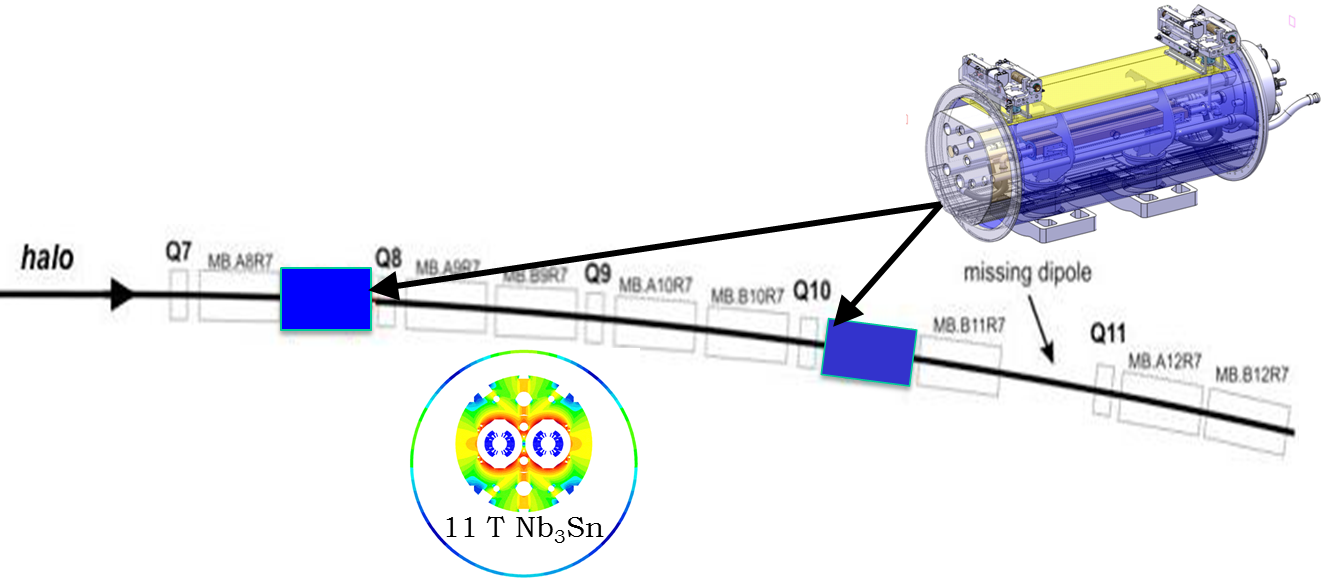 halo
Q7
MB.A8R7
Q8
MB.A9R7
MB.B9R7
Q9
MB.A10R7
MB.B10R7
Q10
MB.B11R7
missing dipole
Q11
MB.A12R7
MB.B12R7
11 T Nb₃Sn